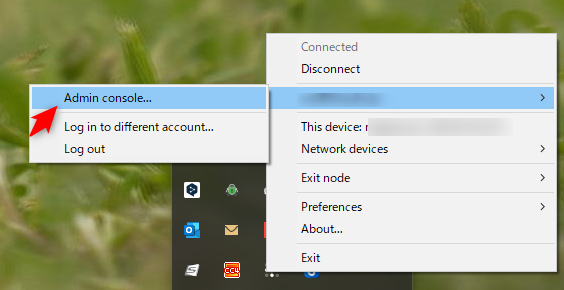 Connected
Disconnect
Admin console...
Log in to different account...
Log out
This device:
Network devices
Exit node
Preferences
About...
Exit
CC4